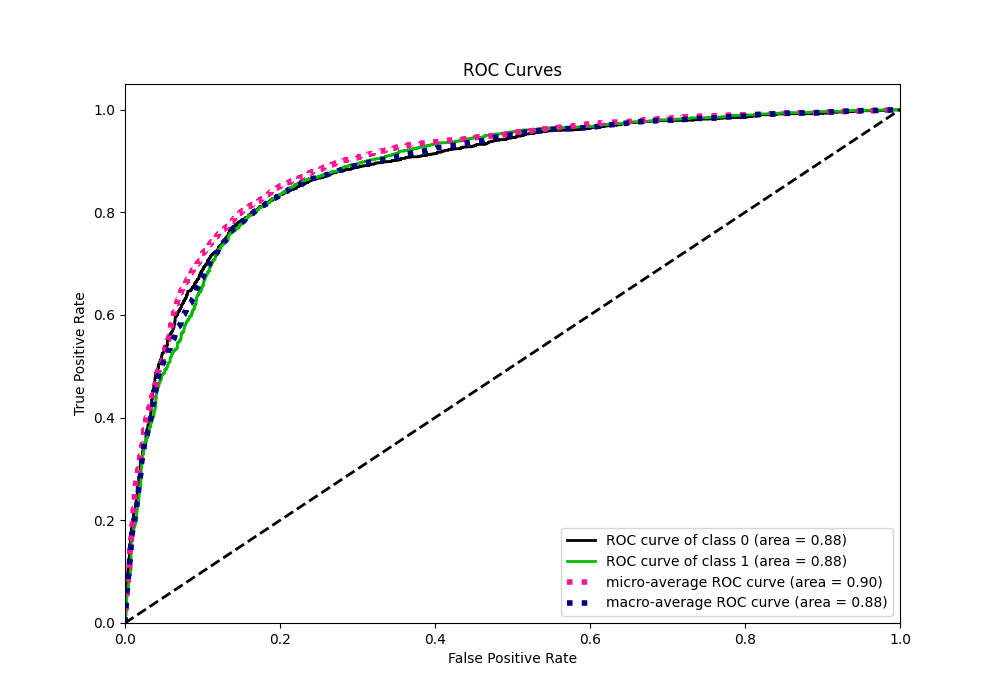 ROC Curves
True Positive Rate
1.0
0.8
0.6
0.4
0.2
0.0
ROC curve of class 0 (area = 0.88)
ROC curve of class 1 (area = 0.88)
micro-average ROC curve (area = 0.90)
macro-average ROC curve (area = 0.88)
0.0 0.2 0.4 0.6 0.8 1.0
False Positive Rate